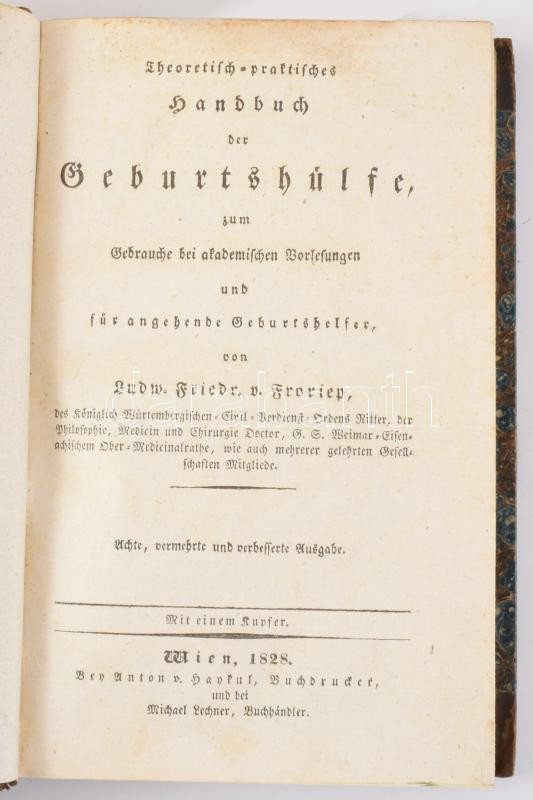 Theoretisch-praktisches
Handbuch
der
Geburtshülfe,
zum
Gebrauche bei akademischen Vorlesungen
und
für angehende Geburtshelfer,
von
Ludw. Friedr. v. Froriep,
des Königlich Würtembergischen-Civil-Verdienst-Ordens Ritter, der
Philosophie, Medicin und Chirurgie Doctor, G. S. Weimar-Eisen-
achischem Ober-Medicinalrathe, wie auch mehrerer gelehrten Gesell-
schaften Mitgliede.
Achte, vermehrte und verbesserte Ausgabe.
Mit einem Kupfer.
Wien, 1828.
Bey Anton v. Haykul, Buchdrucker,
und bei
Michael Lechner, Buchhändler.